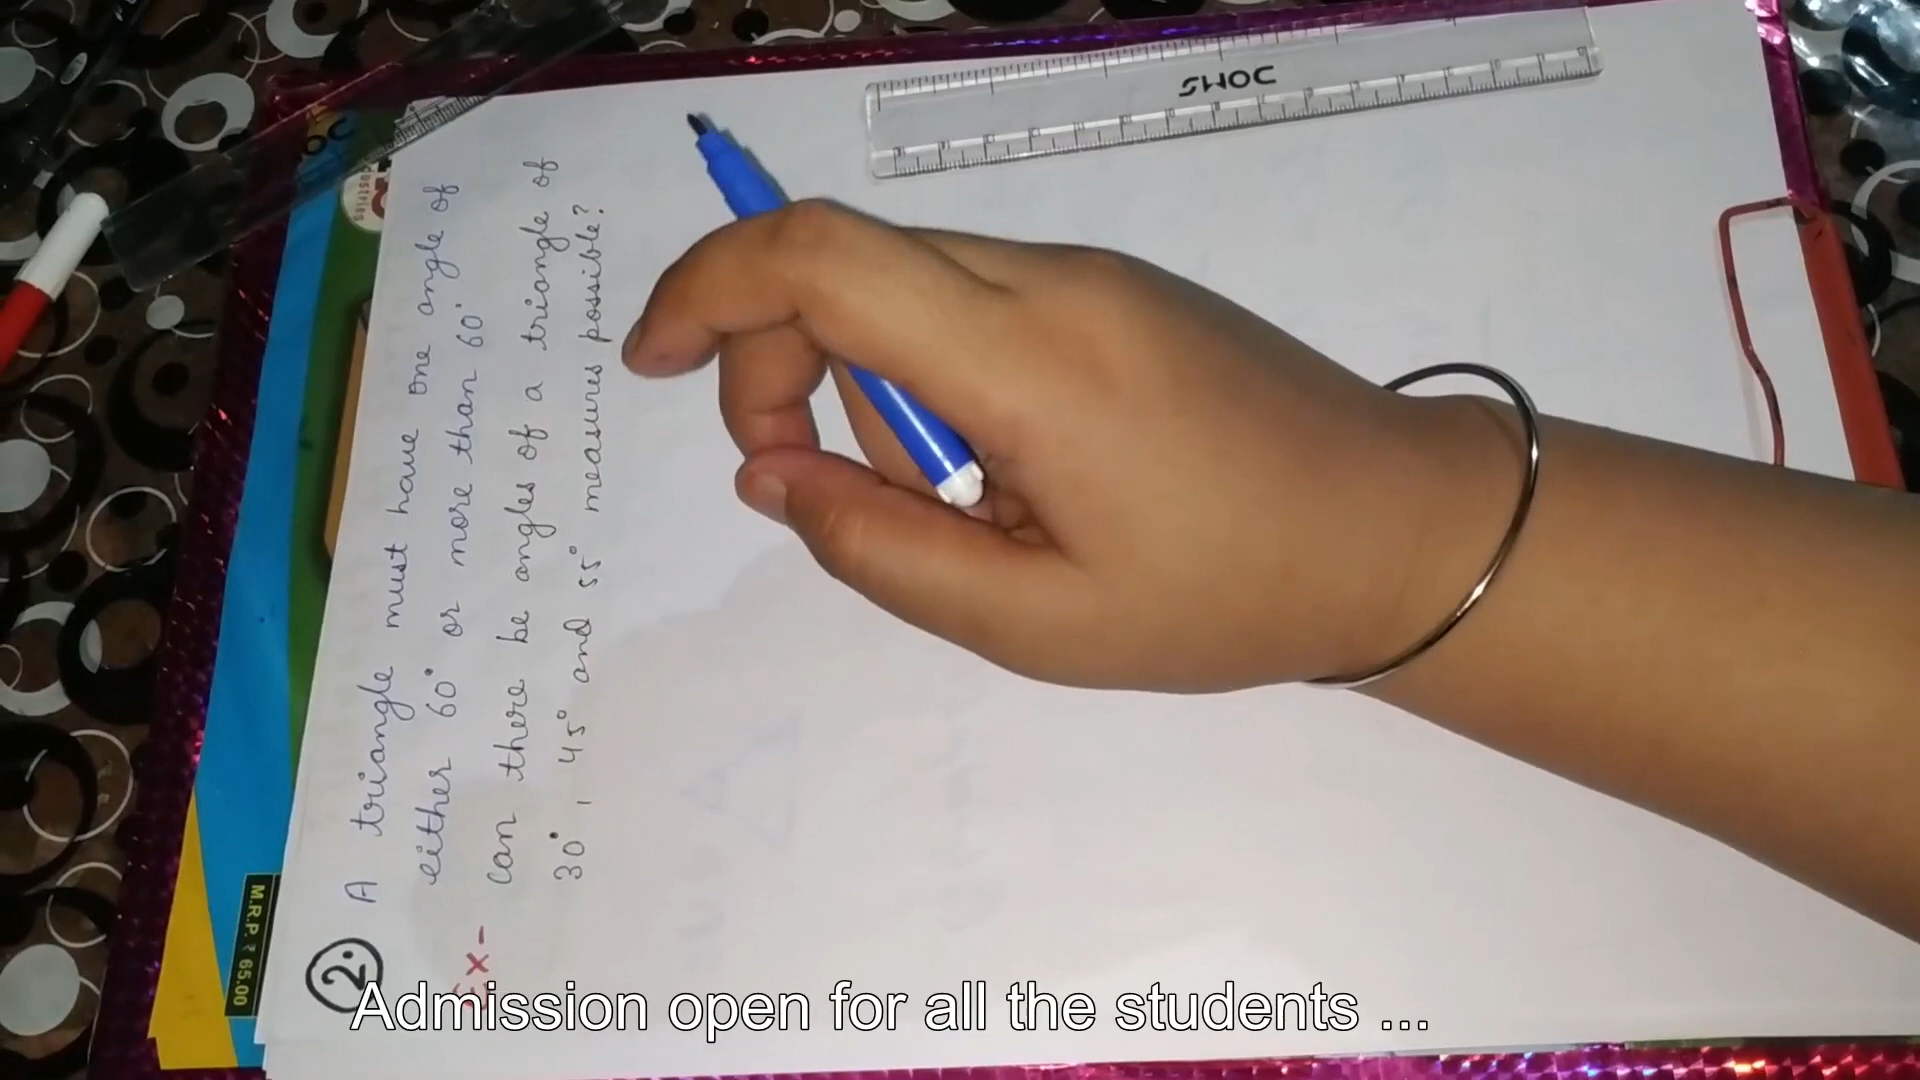 2. A triangle must have one angle of
either 60° or more than 60°
Ex- Can there be angles of a triangle of
30°, 45° and 55° measures possible?
DOMS
M.R.P. ₹ 65.00
Admission open for all the students ...